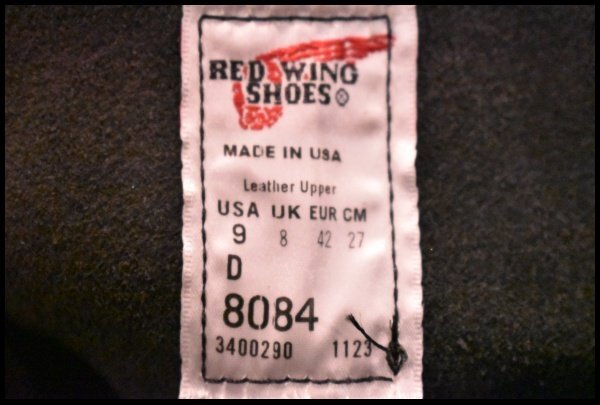 RED WING
SHOES®
MADE IN USA
Leather Upper
USA UK EUR CM
9 8 42 27
D
8084
3400290 1123